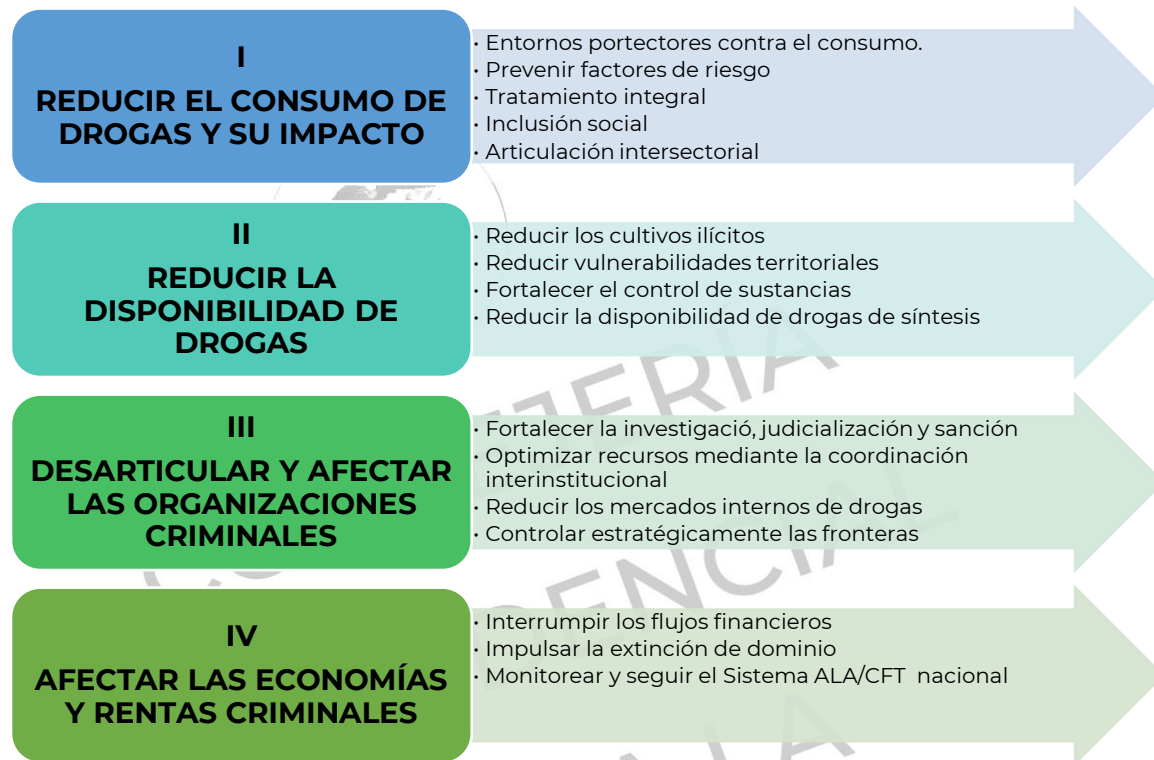 I
REDUCIR EL CONSUMO DE
DROGAS Y SU IMPACTO
• Entornos portectores contra el consumo.
• Prevenir factores de riesgo
• Tratamiento integral
• Inclusión social
• Articulación intersectorial
II
REDUCIR LA
DISPONIBILIDAD DE
DROGAS
• Reducir los cultivos ilícitos
• Reducir vulnerabilidades territoriales
• Fortalecer el control de sustancias
• Reducir la disponibilidad de drogas de síntesis
III
DESARTICULAR Y AFECTAR
LAS ORGANIZACIONES
CRIMINALES
• Fortalecer la investigació, judicialización y sanción
• Optimizar recursos mediante la coordinación
interinstitucional
• Reducir los mercados internos de drogas
• Controlar estratégicamente las fronteras
IV
AFECTAR LAS ECONOMÍAS
Y RENTAS CRIMINALES
• Interrumpir los flujos financieros
• Impulsar la extinción de dominio
• Monitorear y seguir el Sistema ALA/CFT nacional